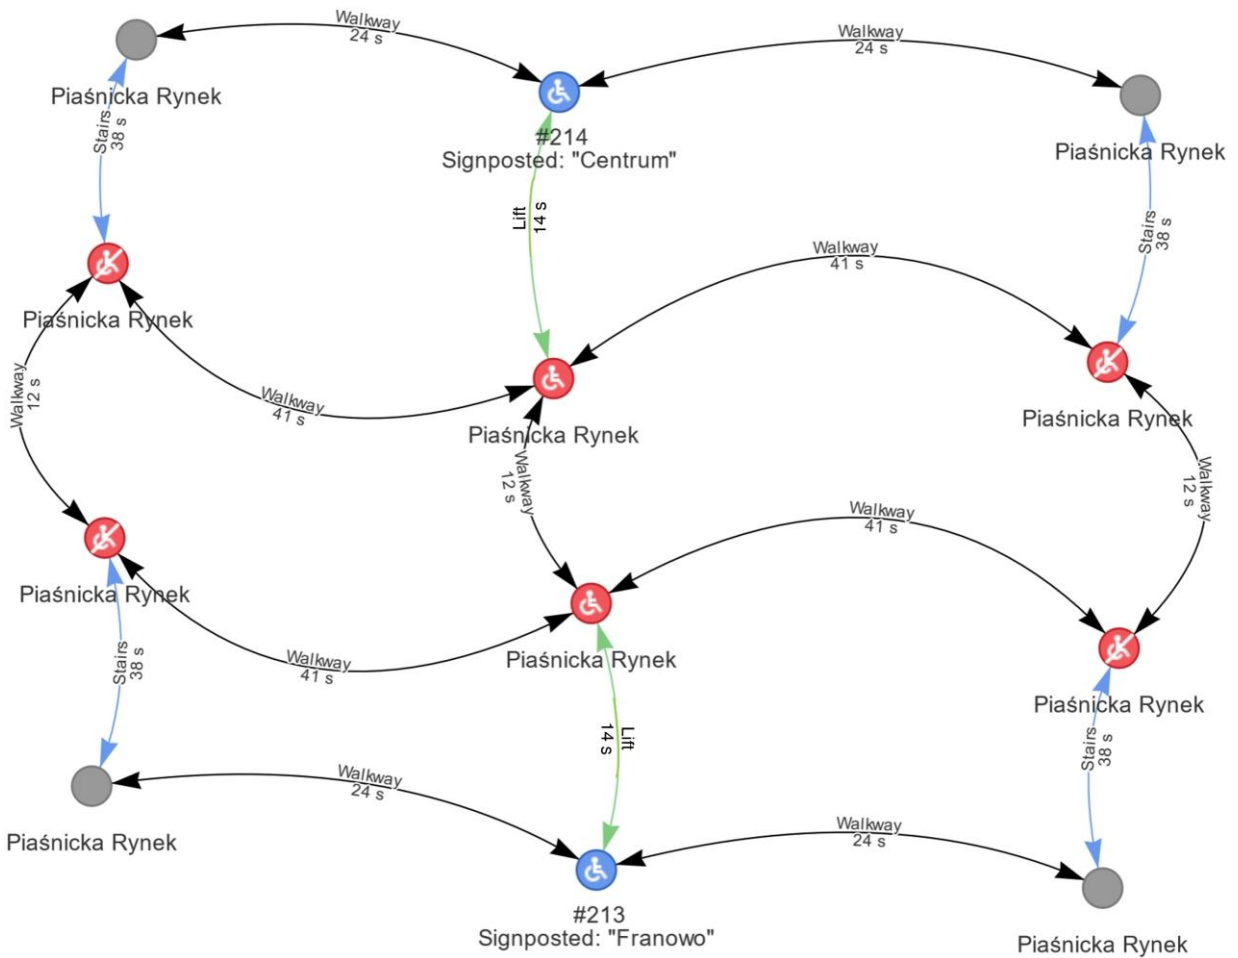 Walkway
24 s
Walkway
24 s
Piaśnicka Rynek
#214
Signposted: "Centrum"
Piaśnicka Rynek
Stairs
38 s
Lift
14 s
Stairs
38 s
Walkway
41 s
Piaśnicka Rynek
Walkway
12 s
Walkway
41 s
Piaśnicka Rynek
Piaśnicka Rynek
Walkway
12 s
Walkway
12 s
Walkway
41 s
Piaśnicka Rynek
Stairs
38 s
Walkway
41 s
Piaśnicka Rynek
Piaśnicka Rynek
Lift
14 s
Stairs
38 s
Walkway
24 s
Piaśnicka Rynek
Walkway
24 s
#213
Signposted: "Franowo"
Piaśnicka Rynek